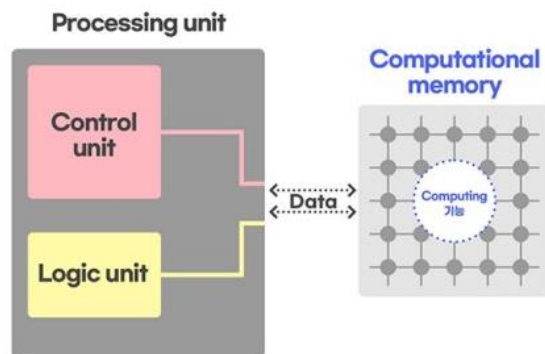 Processing unit
Control
unit
Logic unit
Data
Computational
memory
Computing
기능